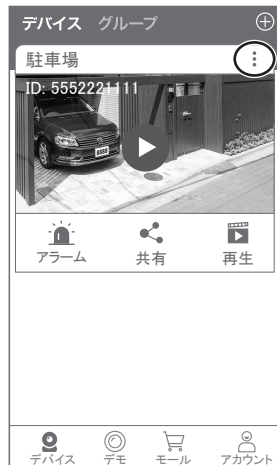 デバイス グループ
駐車場
ID: 5552221111
アラーム 共有 再生
デバイス デモ モール アカウント